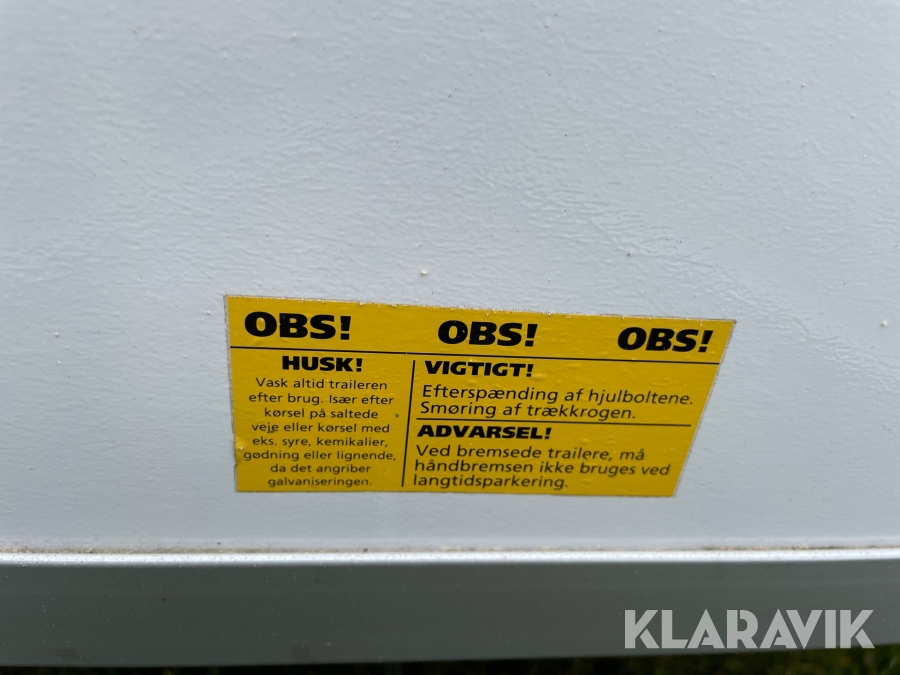 OBS! OBS! OBS!
HUSK!
Vask altid traileren
efter brug. Især efter
kørsel på saltede
veje eller kørsel med
eks. syre, kemikalier,
gødning eller lignende,
da det angriber
galvaniseringen.
VIGTIGT!
Efterspænding af hjulboltene.
Smøring af trækkrogen.
ADVARSEL!
Ved bremsede trailere, må
håndbremsen ikke bruges ved
langtidsparkering.
KLARAVIK